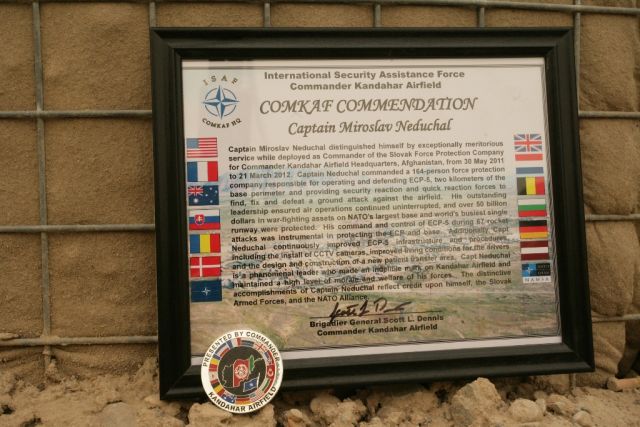 ISAF
COMKAF HQ
International Security Assistance Force
Commander Kandahar Airfield
COMKAF COMMENDATION
Captain Miroslav Neduchal
Captain Miroslav Neduchal distinguished himself by exceptionally meritorious
service while deployed as Commander of the Slovak Force Protection Company
for Commander Kandahar Airfield Headquarters, Afghanistan, from 30 May 2011
to 21 March 2012. Captain Neduchal commanded a 164-person force protection
company responsible for operating and defending ECP-5, two kilometers of the
base perimeter and providing security reaction and quick reaction forces to
find, fix and defeat a ground attack against the airfield. His outstanding
leadership ensured air operations continued uninterrupted, and over 50 billion
dollars in war-fighting assets on NATO's largest base and world's busiest single
runway were protected. His command and control of ECP-5 during 67 rocket
attacks was instrumental in protecting the ECP and base. Additionally, Capt
Neduchal continuously improved ECP-5 infrastructure and procedures,
including the install of CCTV cameras, improved living conditions for the drivers
and the design and construction of a new patient transfer area. Capt Neduchal
is a phenomenal leader who made an indelible mark on Kandahar Airfield and
maintained a high level of morale and welfare of his forces. The distinctive
accomplishments of Captain Neduchal reflect credit upon himself, the Slovak
Armed Forces, and the NATO Alliance.
Brigadier General Scott L. Dennis
Commander Kandahar Airfield
NAMSA
PRESENTED BY COMMANDER
KANDAHAR AIRFIELD